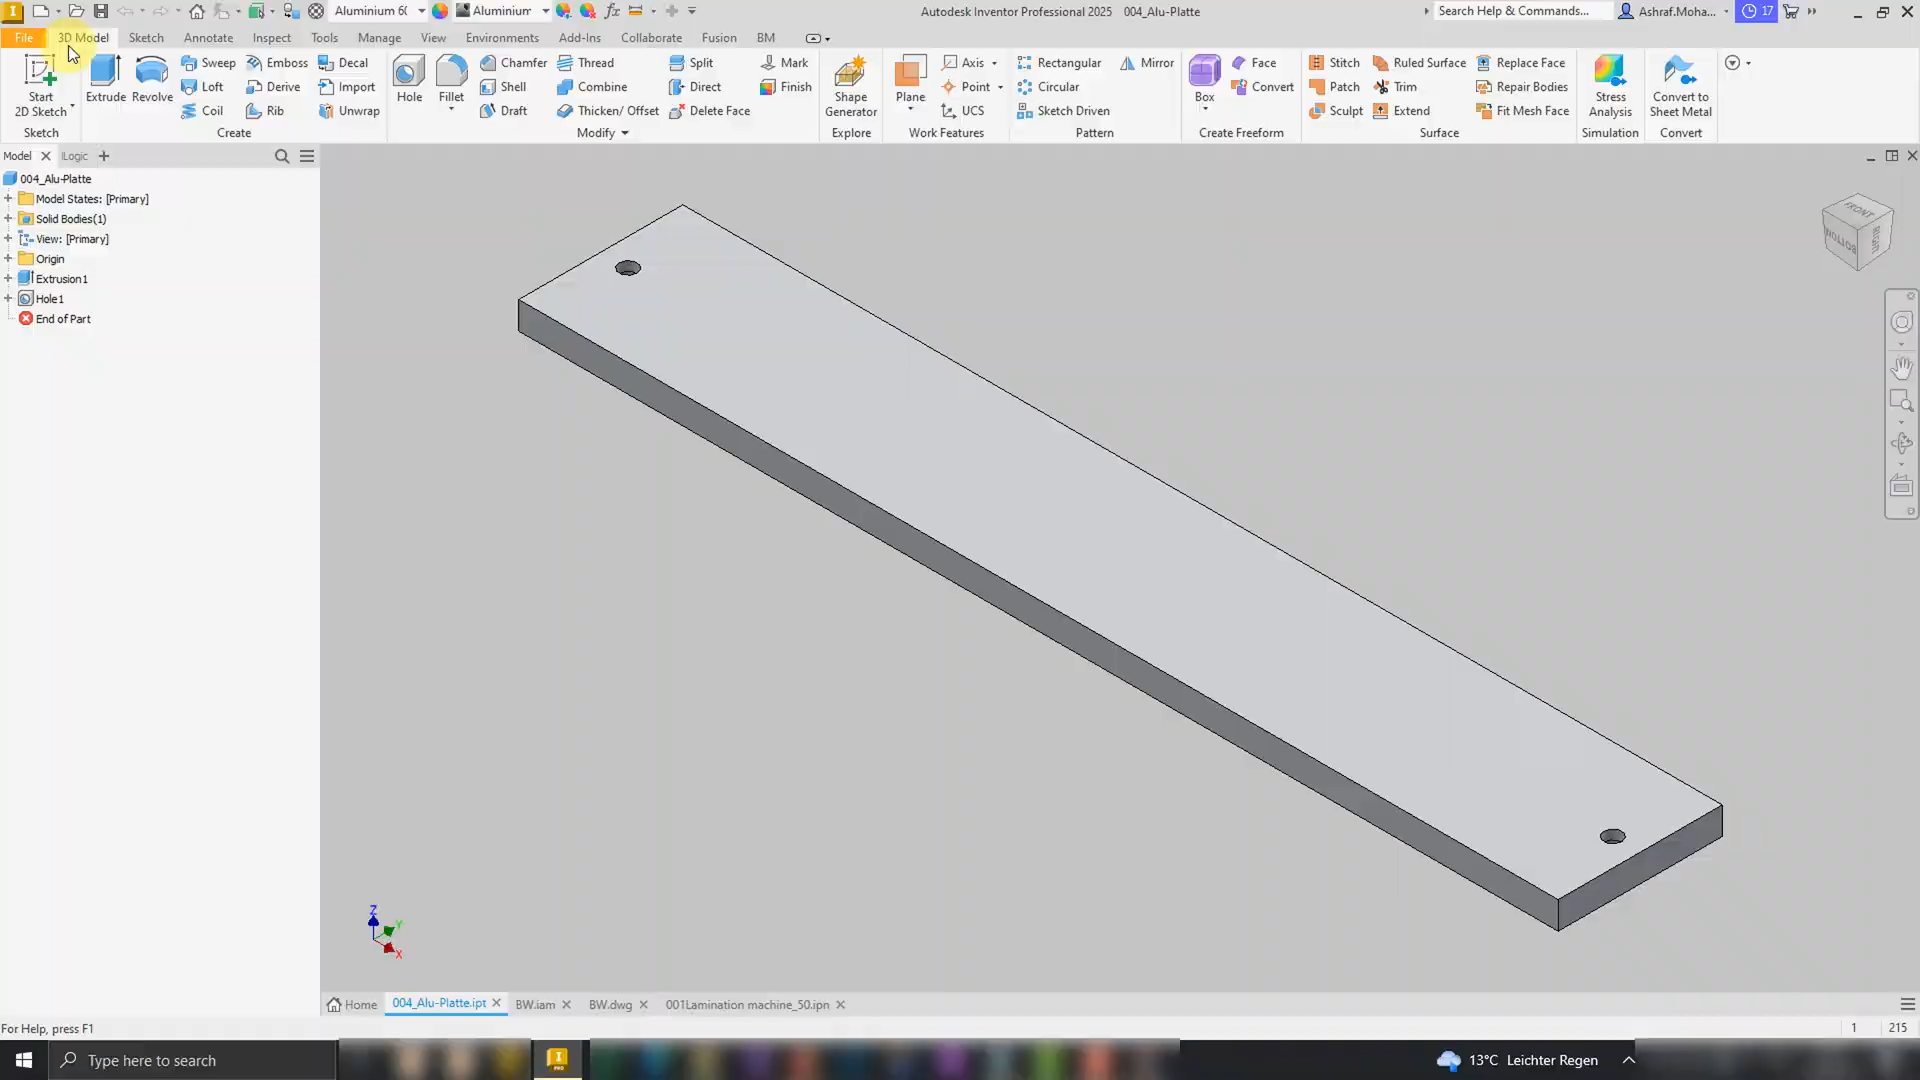 Aluminium 6(
Aluminium
Autodesk Inventor Professional 2025 004_Alu-Platte
Search Help & Commands...
Ashraf.Moha...
17
File 3D Model Sketch Annotate Inspect Tools Manage View Environments Add-Ins Collaborate Fusion BM
Start
2D Sketch
Extrude
Revolve
Sweep
Loft
Coil
Emboss
Derive
Rib
Decal
Import
Unwrap
Hole
Fillet
Chamfer
Shell
Draft
Thread
Combine
Thicken/ Offset
Split
Direct
Delete Face
Mark
Finish
Shape
Generator
Plane
Axis
Point
UCS
Rectangular
Circular
Sketch Driven
Mirror
Box
Face
Convert
Stitch
Patch
Sculpt
Ruled Surface
Trim
Extend
Replace Face
Repair Bodies
Fit Mesh Face
Stress
Analysis
Convert to
Sheet Metal
Sketch Create Modify Explore Work Features Pattern Create Freeform Surface Simulation Convert
Model iLogic
004_Alu-Platte
Model States: [Primary]
Solid Bodies(1)
View: [Primary]
Origin
Extrusion1
Hole1
End of Part
FRONT
RIGHT
BOTTOM
Z
Y
X
Home 004_Alu-Platte.ipt BW.iam BW.dwg 001Lamination machine_50.ipn
For Help, press F1
1 215
Type here to search
13°C Leichter Regen